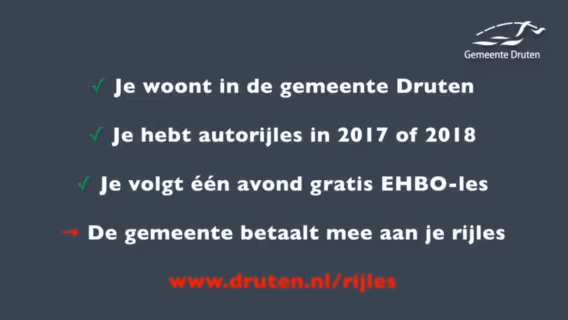 Gemeente Druten
✓ Je woont in de gemeente Druten
✓ Je hebt autorijles in 2017 of 2018
✓ Je volgt één avond gratis EHBO-les
→ De gemeente betaalt mee aan je rijles
www.druten.nl/rijles